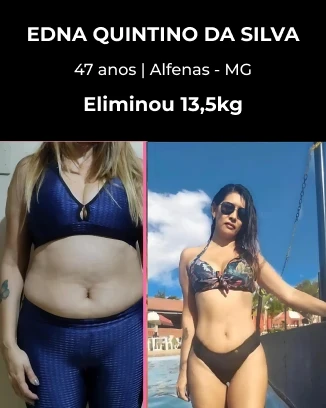 EDNA QUINTINO DA SILVA
47 anos | Alfenas - MG
Eliminou 13,5kg